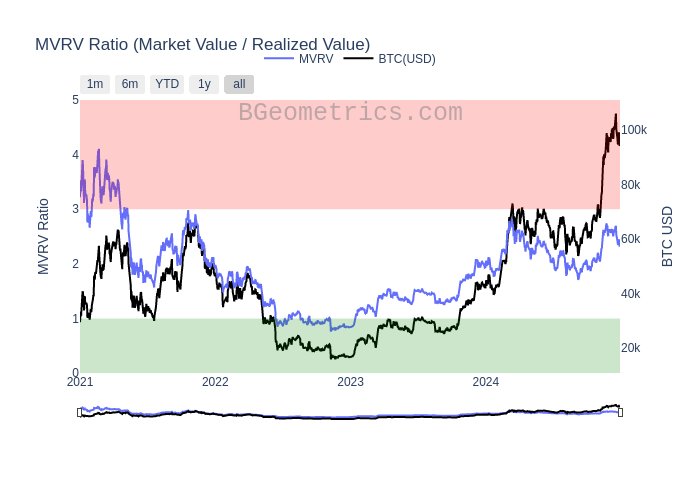 MVRV Ratio (Market Value / Realized Value)
MVRV BTC(USD)
1m 6m YTD 1y all
BGeometrics.com
5
4
3
2
1
0
MVRV Ratio
100k
80k
60k
40k
20k
BTC USD
2021 2022 2023 2024